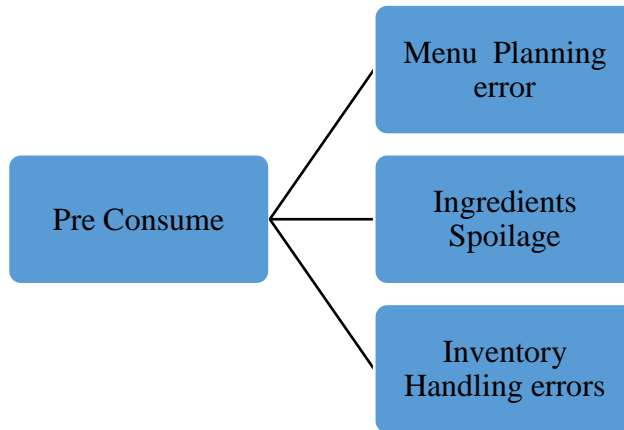 Menu Planning
error
Pre Consume
Ingredients
Spoilage
Inventory
Handling errors